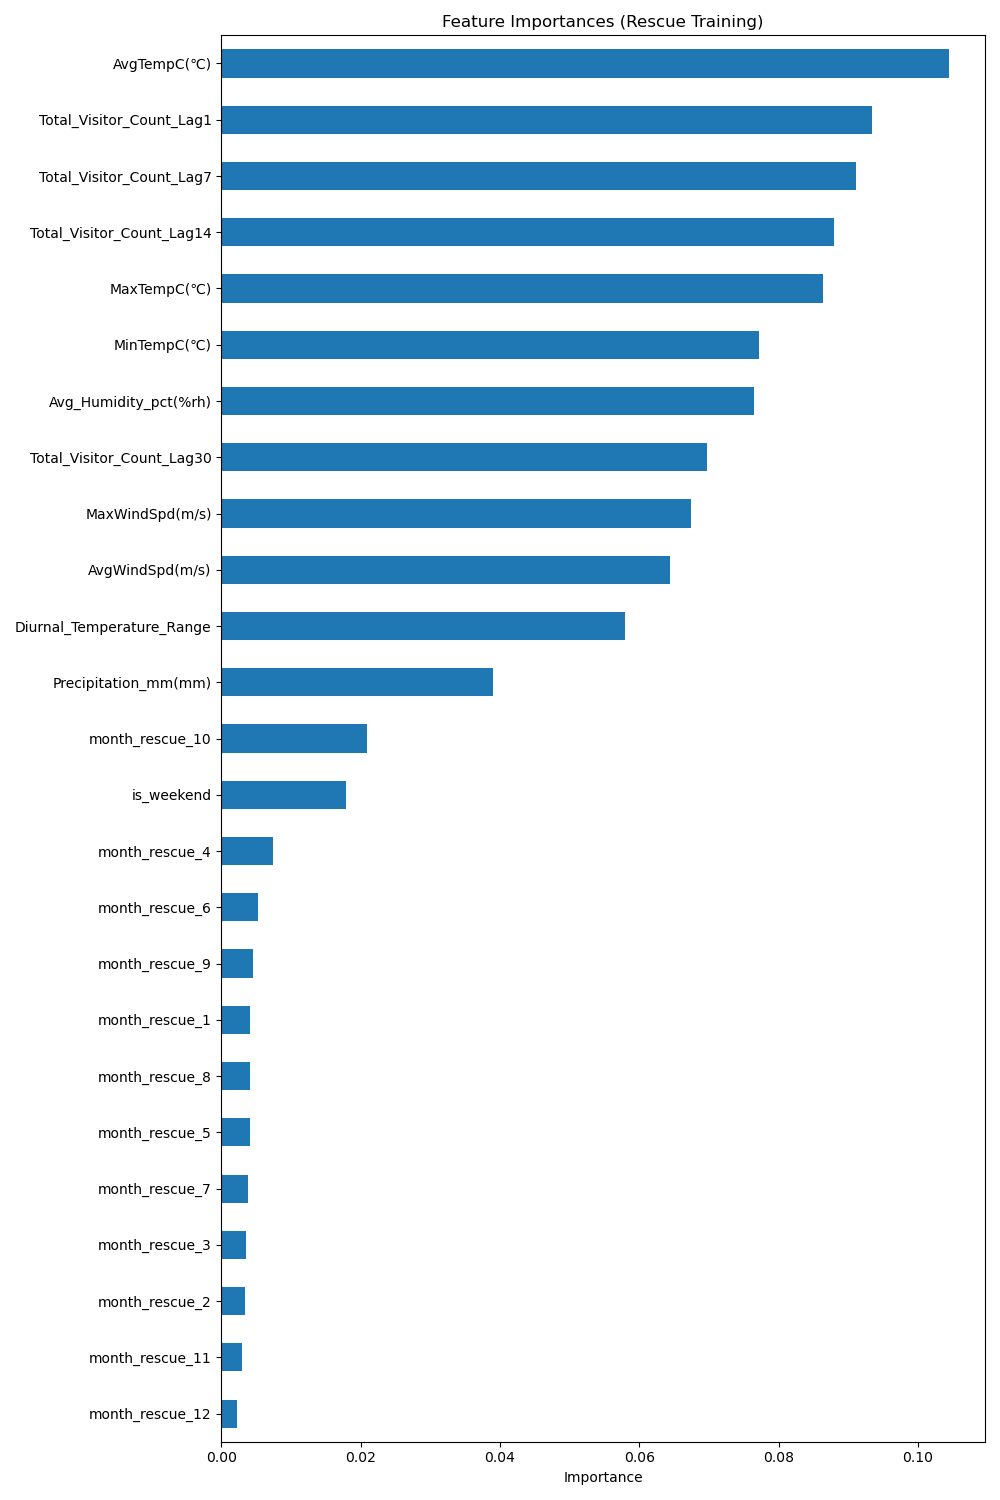 Feature Importances (Rescue Training)
AvgTempC(℃)
Total_Visitor_Count_Lag1
Total_Visitor_Count_Lag7
Total_Visitor_Count_Lag14
MaxTempC(℃)
MinTempC(℃)
Avg_Humidity_pct(%rh)
Total_Visitor_Count_Lag30
MaxWindSpd(m/s)
AvgWindSpd(m/s)
Diurnal_Temperature_Range
Precipitation_mm(mm)
month_rescue_10
is_weekend
month_rescue_4
month_rescue_6
month_rescue_9
month_rescue_1
month_rescue_8
month_rescue_5
month_rescue_7
month_rescue_3
month_rescue_2
month_rescue_11
month_rescue_12
0.00 0.02 0.04 0.06 0.08 0.10
Importance